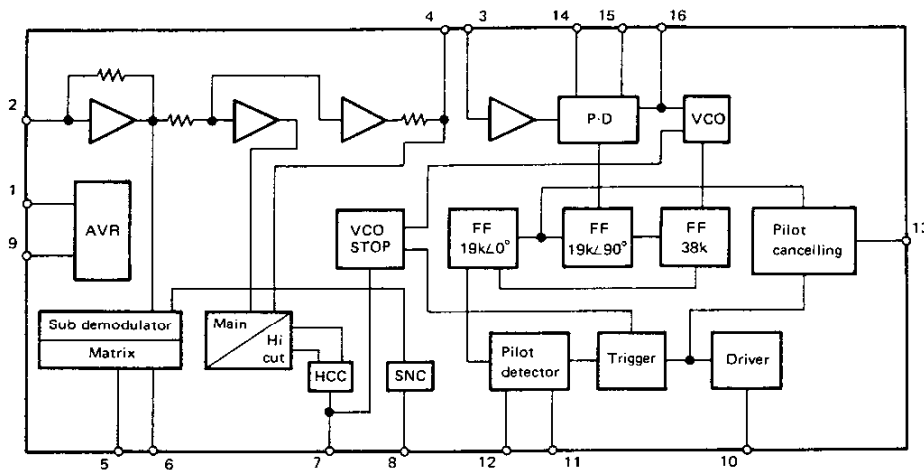 4
3
14
15
16
2
P·D
VCO
1
AVR
9
VCO
STOP
FF
19k∠0°
FF
19k∠90°
FF
38k
Pilot
cancelling
13
Sub demodulator
Matrix
Main
Hi
cut
HCC
SNC
Pilot
detector
Trigger
Driver
5
6
7
8
12
11
10